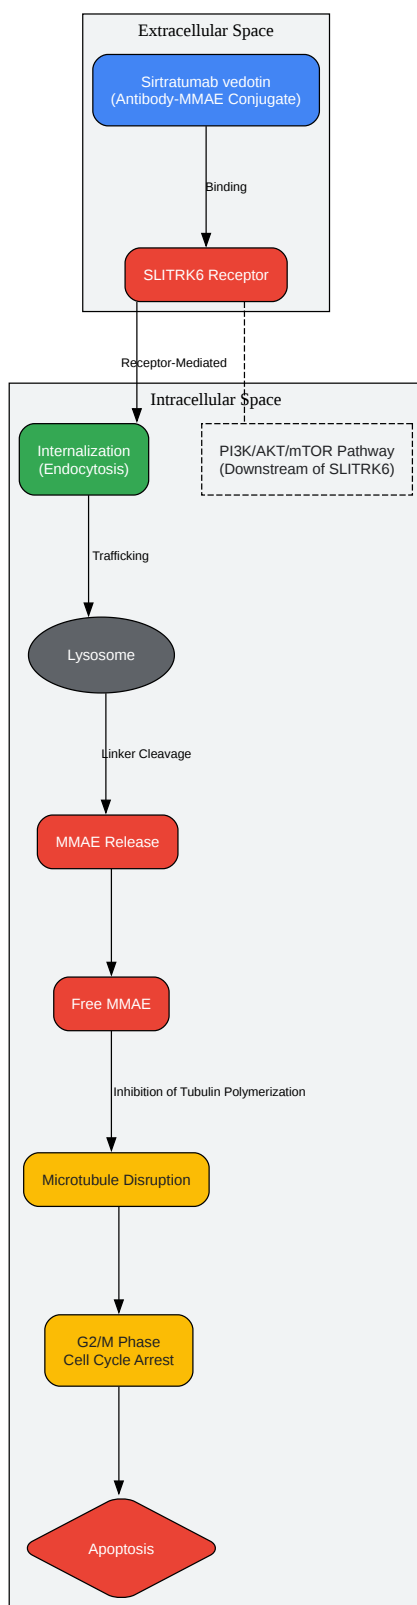 Extracellular Space
Sirtratumab vedotin
(Antibody-MMAE Conjugate)
Binding
SLITRK6 Receptor
Receptor-Mediated
Intracellular Space
Internalization
(Endocytosis)
PI3K/AKT/mTOR Pathway
(Downstream of SLITRK6)
Trafficking
Lysosome
Linker Cleavage
MMAE Release
Free MMAE
Inhibition of Tubulin Polymerization
Microtubule Disruption
G2/M Phase
Cell Cycle Arrest
Apoptosis